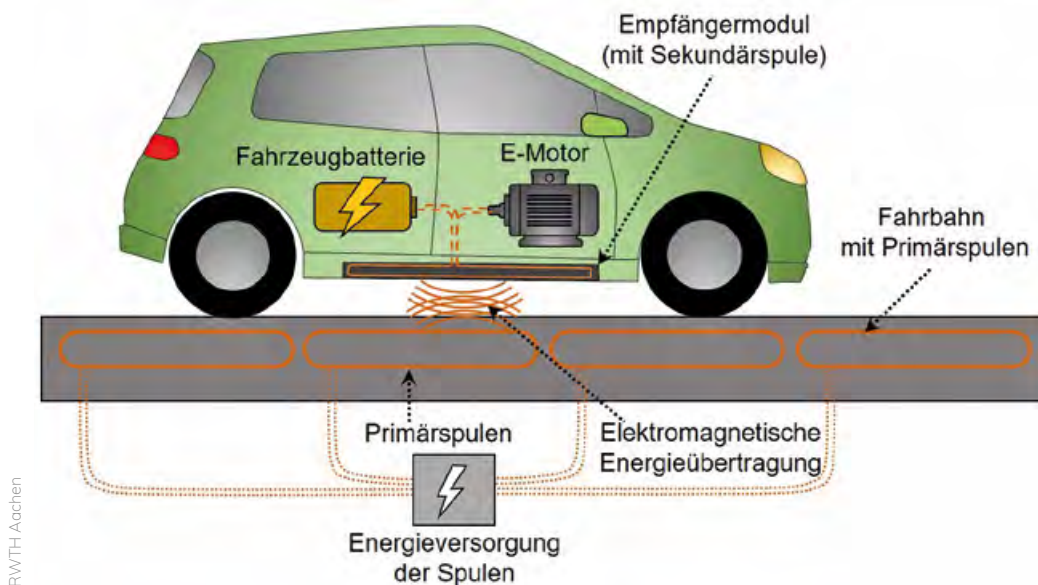 Empfängermodul
(mit Sekundärspule)
Fahrzeugbatterie
E-Motor
Fahrbahn
mit Primärspulen
Primärspulen
Elektromagnetische
Energieübertragung
Energieversorgung
der Spulen
RWTH Aachen